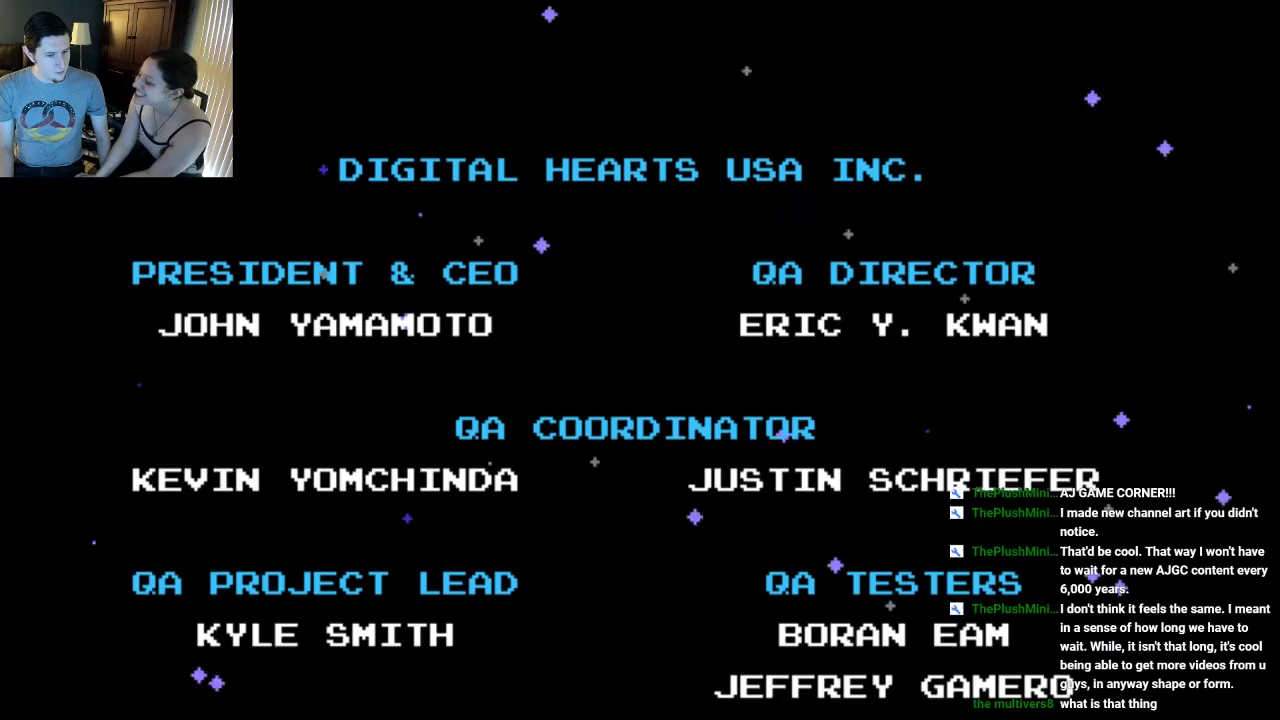 DIGITAL HEARTS USA INC.
PRESIDENT & CEO
JOHN YAMAMOTO
QA DIRECTOR
ERIC Y. KWAN
QA COORDINATOR
KEVIN YOMCHINDA
JUSTIN SCHRIEFER
QA PROJECT LEAD
KYLE SMITH
QA TESTERS
BORAN EAM
JEFFREY GAMERO
ThePlushMini... AJ GAME CORNER!!!
ThePlushMini... I made new channel art if you didn't
notice.
ThePlushMini... That'd be cool. That way I won't have
to wait for a new AJGC content every
6,000 years.
ThePlushMini... I don't think it feels the same. I meant
in a sense of how long we have to
wait. While, it isn't that long, it's cool
being able to get more videos from u
guys, in anyway shape or form.
the multivers8 what is that thing